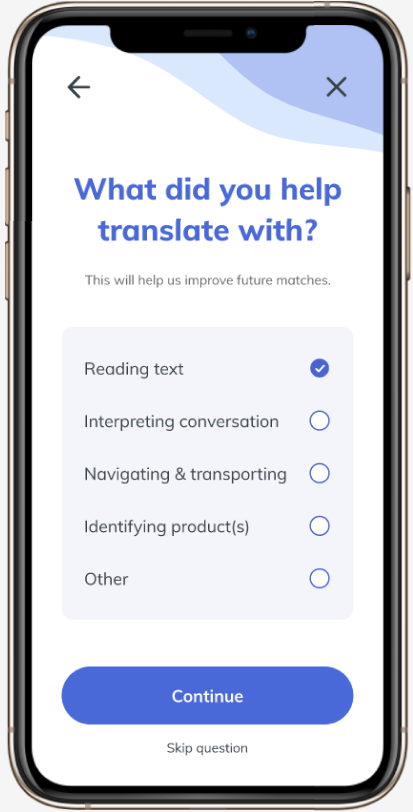 What did you help
translate with?
This will help us improve future matches.
Reading text
Interpreting conversation
Navigating & transporting
Identifying product(s)
Other
Continue
Skip question